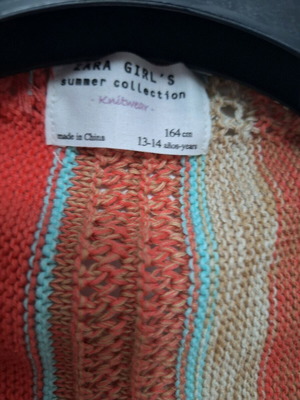 ZARA GIRL'S
summer collection
- Knitwear -
made in China
164 cm
13-14 años-years